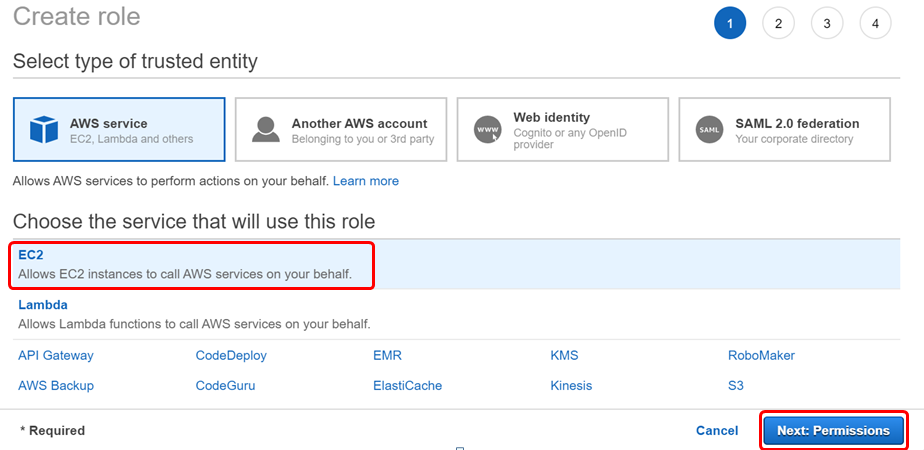 Create role
1 2 3 4
Select type of trusted entity
AWS service
EC2, Lambda and others
Another AWS account
Belonging to you or 3rd party
www
Web identity
Cognito or any OpenID
provider
SAML
SAML 2.0 federation
Your corporate directory
Allows AWS services to perform actions on your behalf. Learn more
Choose the service that will use this role
EC2
Allows EC2 instances to call AWS services on your behalf.
Lambda
Allows Lambda functions to call AWS services on your behalf.
API Gateway CodeDeploy EMR KMS RoboMaker
AWS Backup CodeGuru ElastiCache Kinesis S3
* Required Cancel Next: Permissions